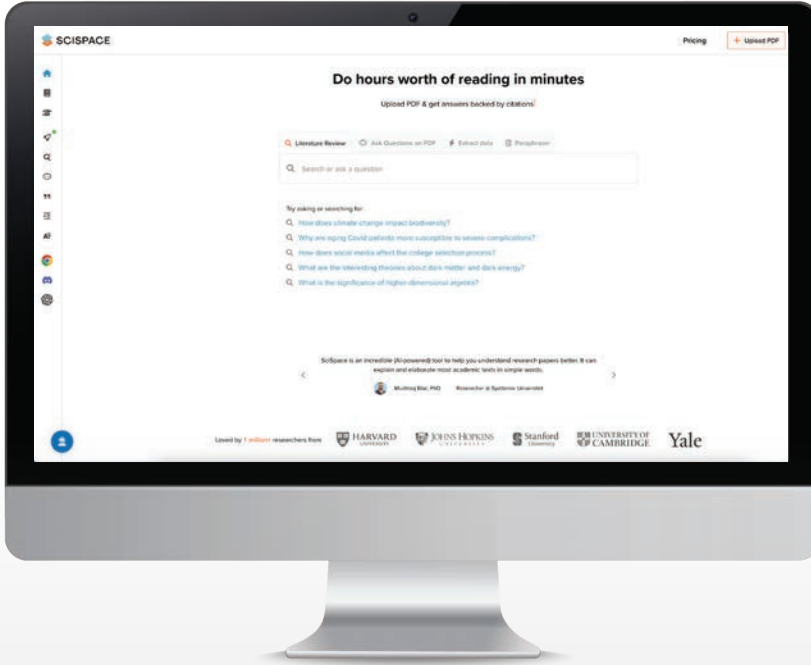 SCISPACE
Pricing
+ Upload PDF
Do hours worth of reading in minutes
Upload PDF & get answers backed by citations
Literature Review
Ask Questions on PDF
Extract data
Paraphraser
Search or ask a question
Try asking or searching for:
How does climate change impact biodiversity?
Why are aging Covid patients more susceptible to severe complications?
How does social media affect the college selection process?
What are the interesting theories about dark matter and dark energy?
What is the significance of higher-dimensional algebra?
SciSpace is an incredible (AI-powered) tool to help you understand research papers better. It can
explain and elaborate most academic texts in simple words.
PhD
Researcher at
Loved by 1 million researchers from
HARVARD
UNIVERSITY
JOHNS HOPKINS
UNIVERSITY
Stanford
University
UNIVERSITY OF
CAMBRIDGE
Yale